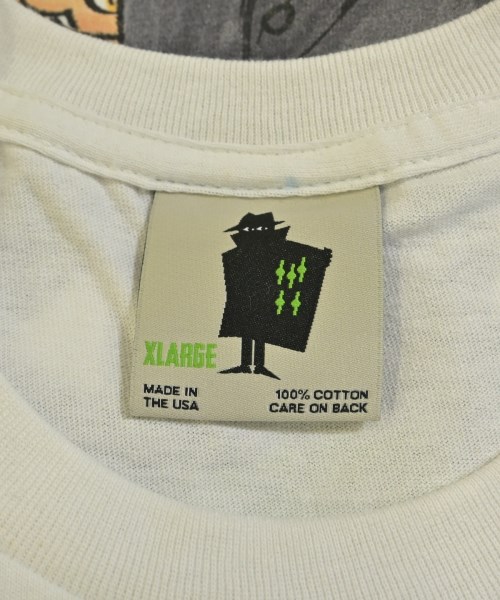 XLARGE
MADE IN
THE USA
100% COTTON
CARE ON BACK